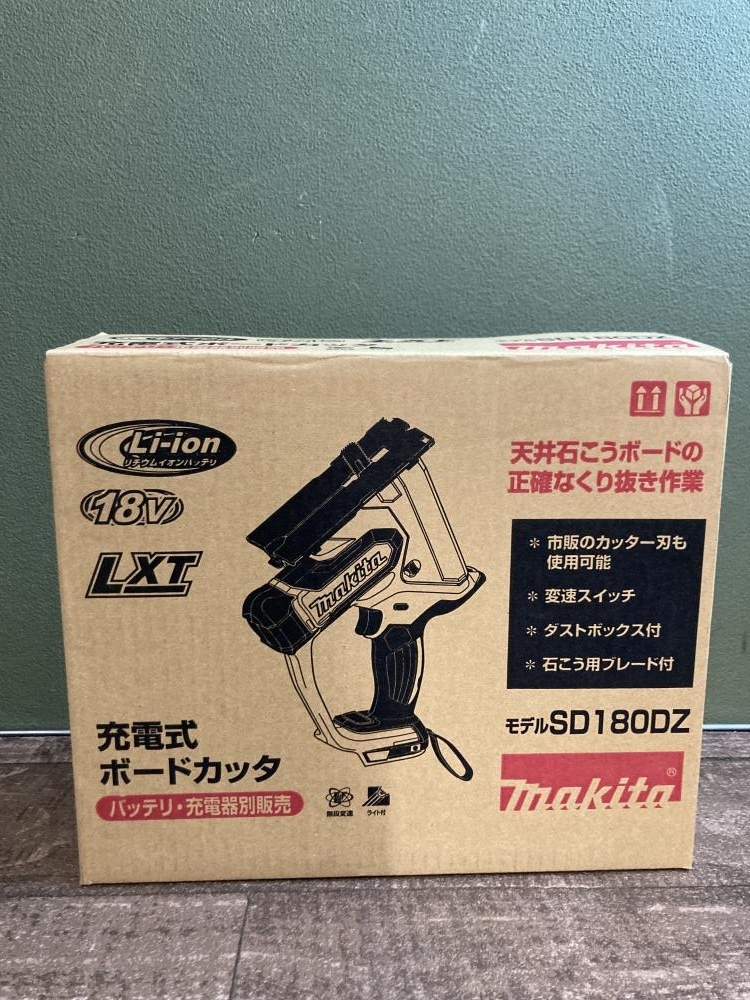 LXT
SD180DZ
Li-ion
リチウムイオンバッテリ
18V
LXT
makita
天井石こうボードの
正確なくり抜き作業
＊ 市販のカッター刃も
使用可能
＊ 変速スイッチ
＊ ダストボックス付
＊ 石こう用ブレード付
モデルSD180DZ
makita®
充電式
ボードカッタ
バッテリ・充電器別販売
無段変速
ライト付